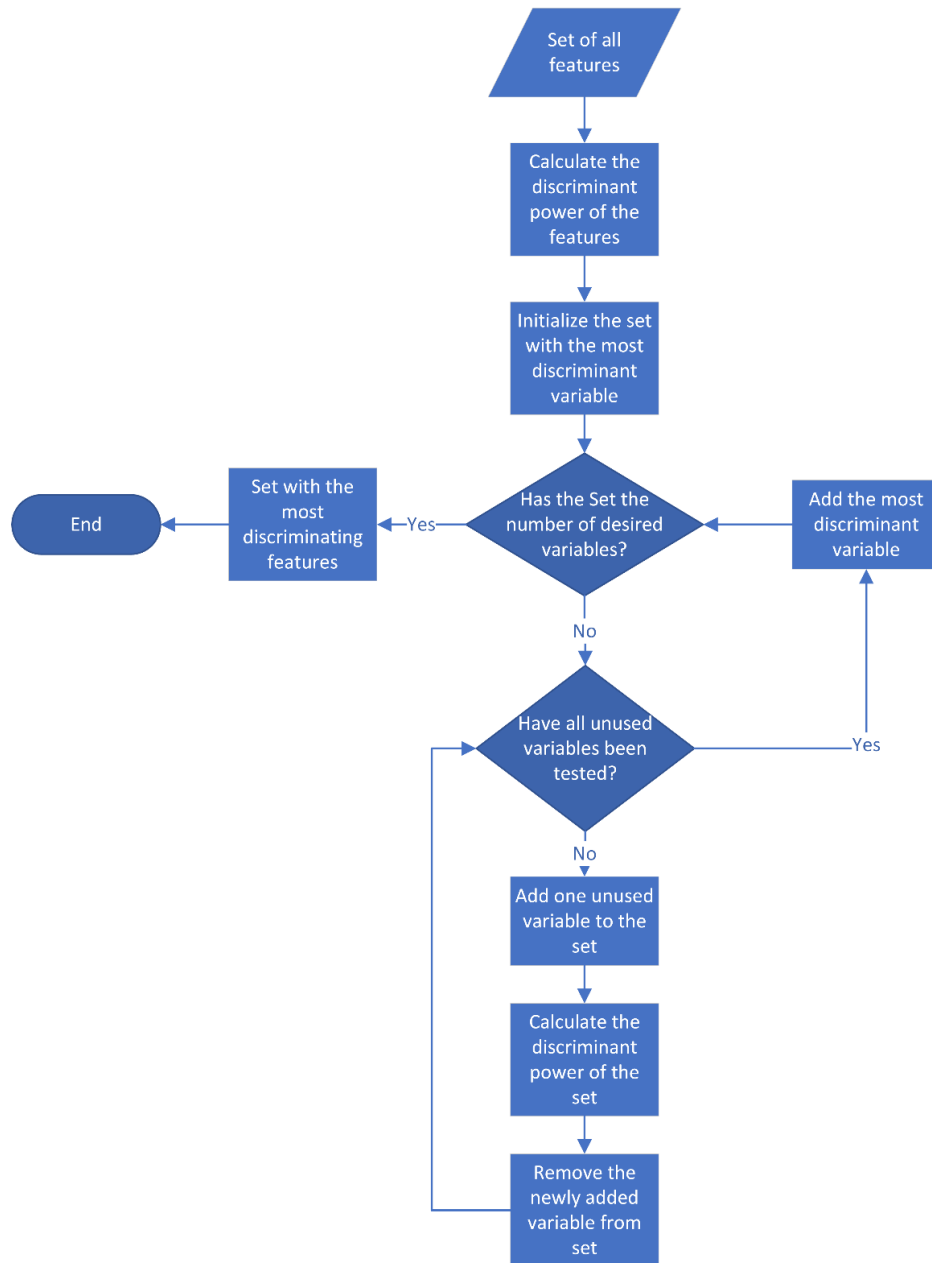 Set of all
features
Calculate the
discriminant
power of the
features
Initialize the set
with the most
discriminant
variable
End
Set with the
most
discriminating
features
Yes
Has the Set the
number of desired
variables?
Add the most
discriminant
variable
No
Have all unused
variables been
tested?
Yes
No
Add one unused
variable to the
set
Calculate the
discriminant
power of the
set
Remove the
newly added
variable from
set